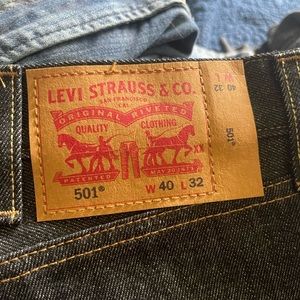 LEVI STRAUSS & CO.
SAN FRANCISCO
CAL.
ORIGINAL RIVETED
QUALITY CLOTHING
XX
PATENTED MAY 20 1873
501® W 40 L 32
W L
40 32
501®